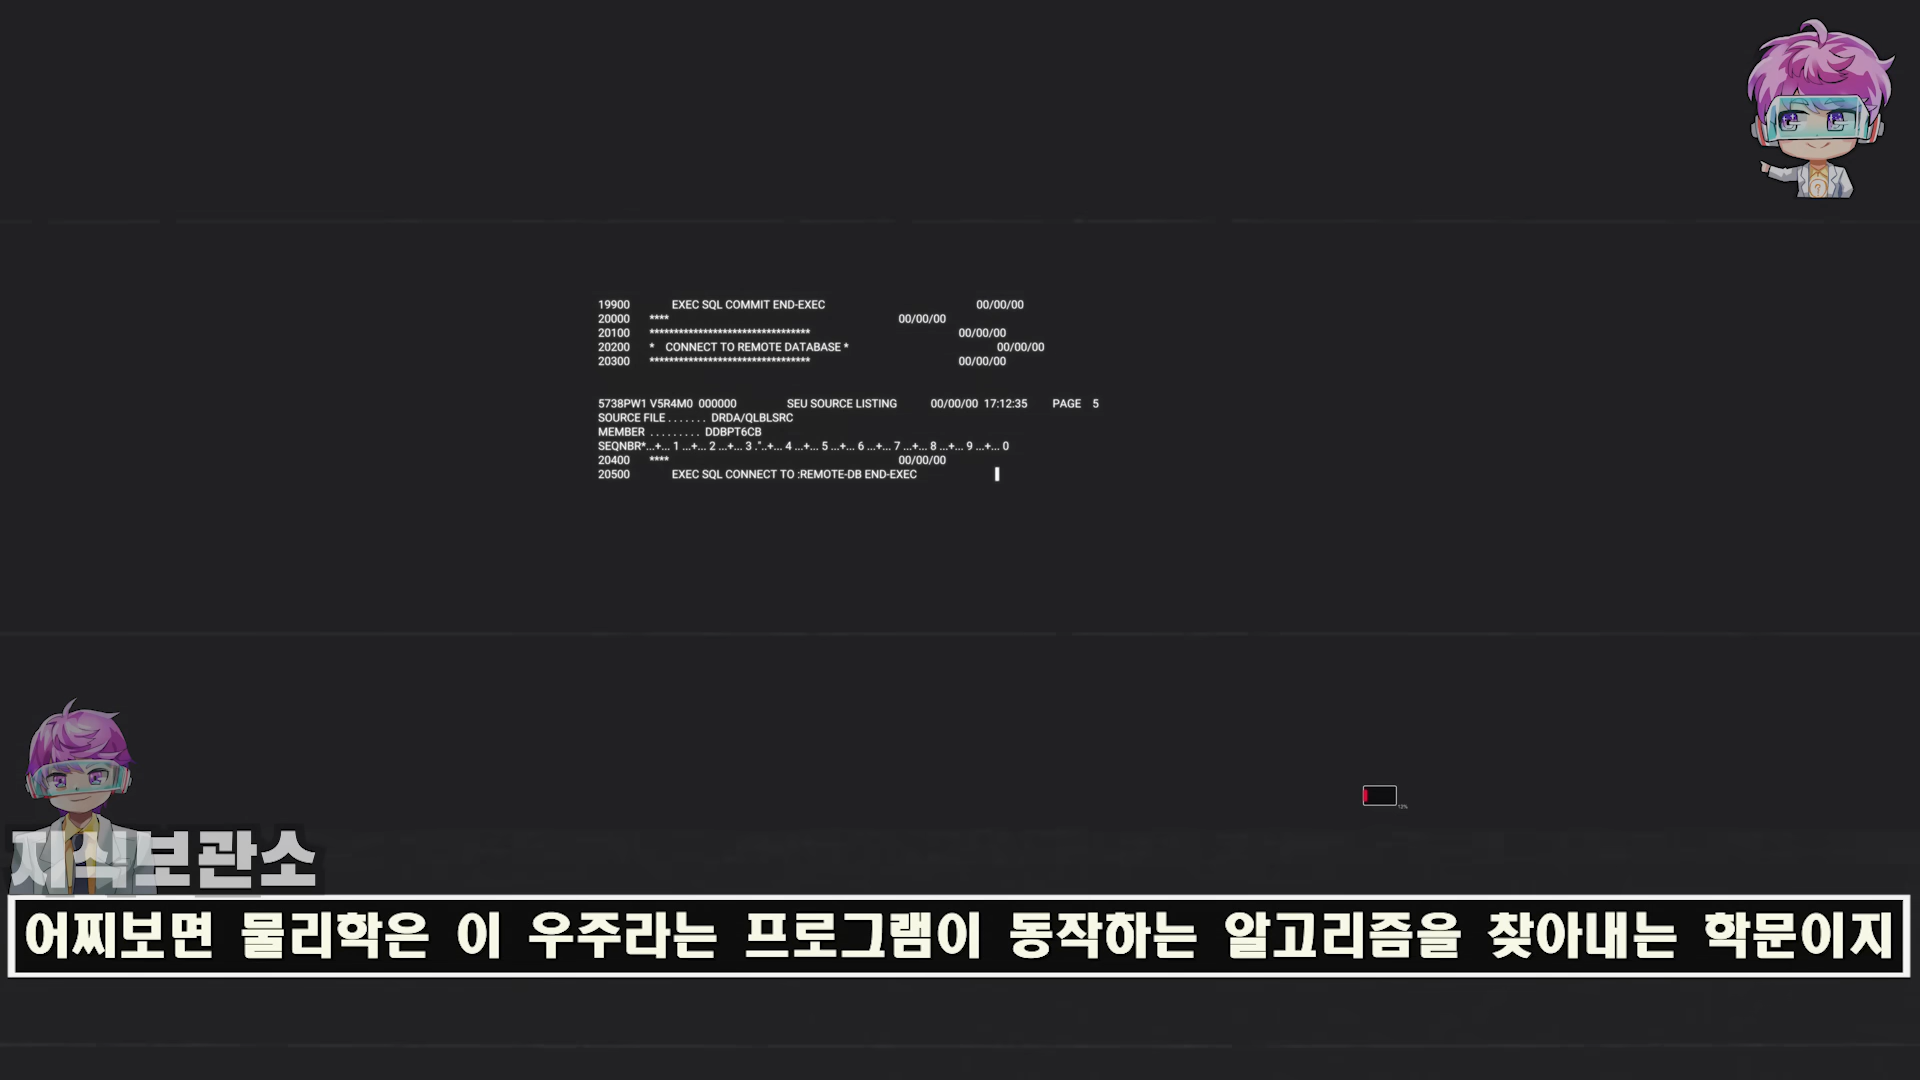 19900 EXEC SQL COMMIT END-EXEC 00/00/00
20000 **** 00/00/00
20100 ********************************* 00/00/00
20200 * CONNECT TO REMOTE DATABASE * 00/00/00
20300 ********************************* 00/00/00
5738PW1 V5R4M0 000000 SEU SOURCE LISTING 00/00/00 17:12:35 PAGE 5
SOURCE FILE . . . . . . . DRDA/QLBLSRC
MEMBER . . . . . . . . . DDBPT6CB
SEQNBR*...+... 1 ...+... 2 ...+... 3 ."..+... 4 ...+... 5 ...+... 6 ...+... 7 ...+... 8 ...+... 9 ...+... 0
20400 **** 00/00/00
20500 EXEC SQL CONNECT TO :REMOTE-DB END-EXEC
12%
지식보관소
어찌보면 물리학은 이 우주라는 프로그램이 동작하는 알고리즘을 찾아내는 학문이지